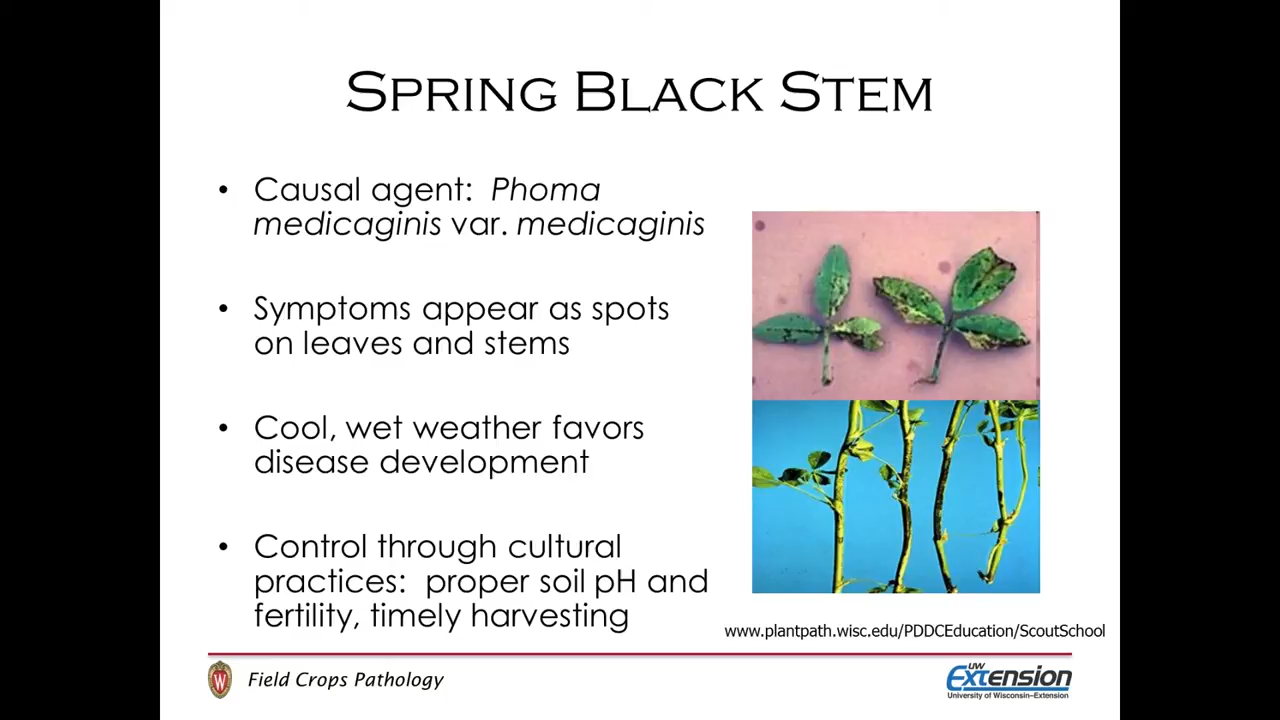 SPRING BLACK STEM
• Causal agent: Phoma
medicaginis var. medicaginis
• Symptoms appear as spots
on leaves and stems
• Cool, wet weather favors
disease development
• Control through cultural
practices: proper soil pH and
fertility, timely harvesting
www.plantpath.wisc.edu/PDDCEducation/ScoutSchool
W
Field Crops Pathology
UW
Extension
University of Wisconsin–Extension